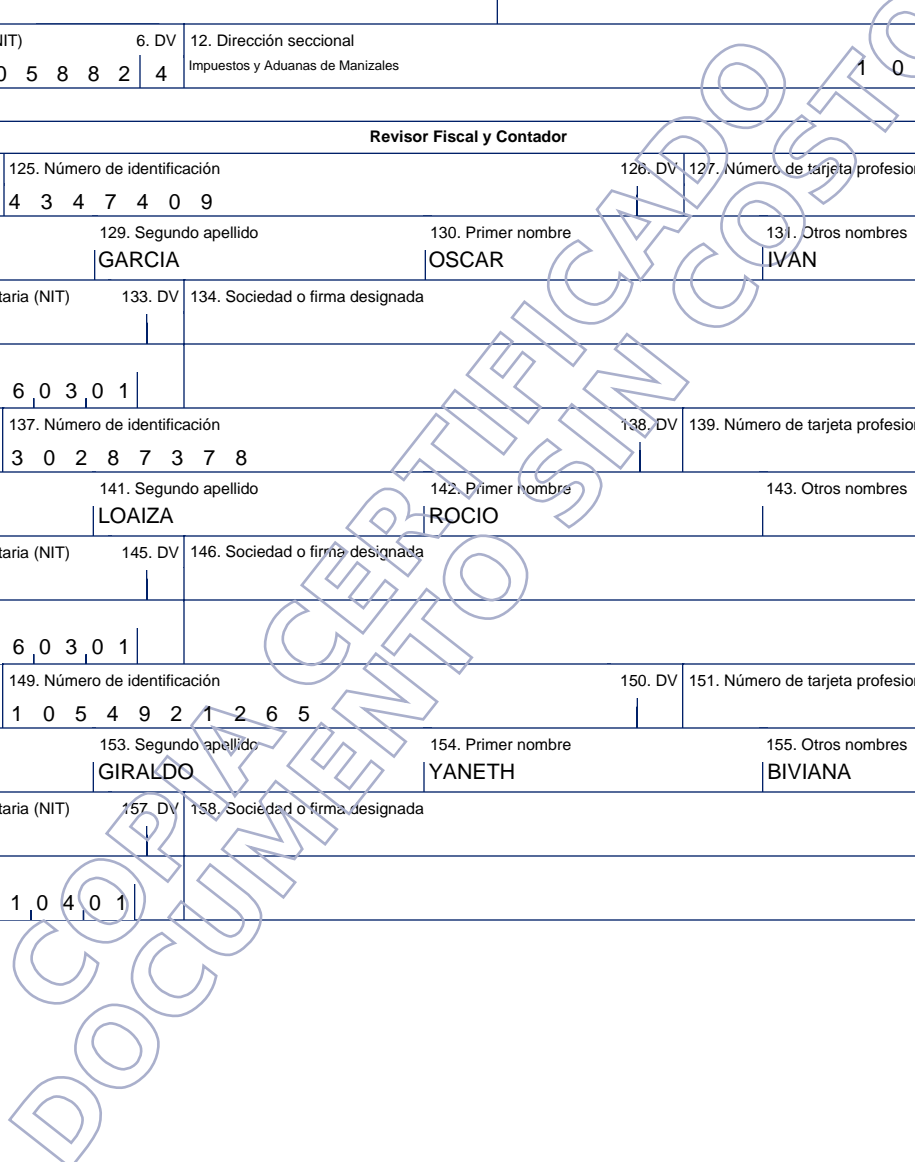 NIT) 6. DV 12. Dirección seccional
0 5 8 8 2 4 Impuestos y Aduanas de Manizales 1 0
Revisor Fiscal y Contador
125. Número de identificación 126. DV 127. Número de tarjeta profesion
4 3 4 7 4 0 9
129. Segundo apellido 130. Primer nombre 131. Otros nombres
GARCIA OSCAR IVAN
taria (NIT) 133. DV 134. Sociedad o firma designada
6 0 3 0 1
137. Número de identificación 138. DV 139. Número de tarjeta profesion
3 0 2 8 7 3 7 8
141. Segundo apellido 142. Primer nombre 143. Otros nombres
LOAIZA ROCIO
taria (NIT) 145. DV 146. Sociedad o firma designada
6 0 3 0 1
149. Número de identificación 150. DV 151. Número de tarjeta profesion
1 0 5 4 9 2 1 2 6 5
153. Segundo apellido 154. Primer nombre 155. Otros nombres
GIRALDO YANETH BIVIANA
taria (NIT) 157. DV 158. Sociedad o firma designada
1 0 4 0 1
COPIA CERTIFICADO
DOCUMENTO SIN COSTO